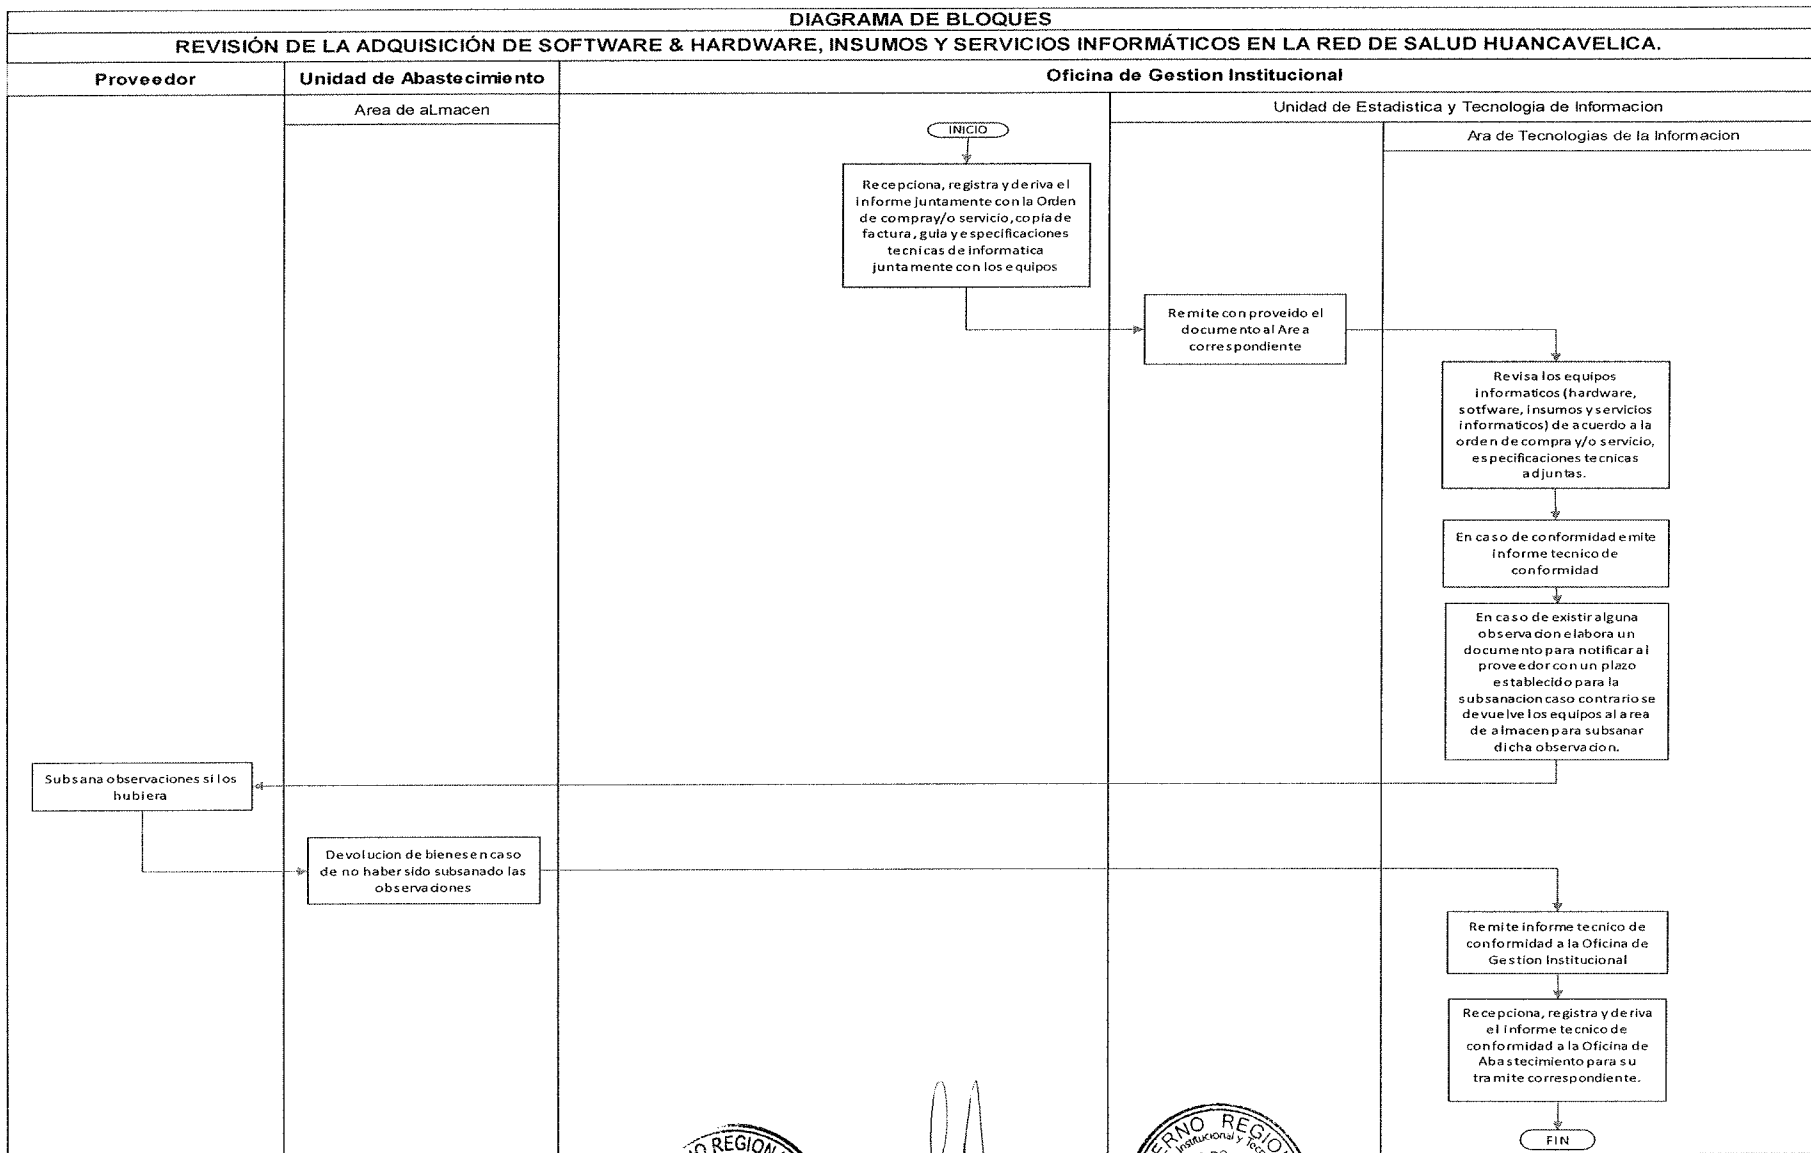 DIAGRAMA DE BLOQUES
REVISIÓN DE LA ADQUISICIÓN DE SOFTWARE & HARDWARE, INSUMOS Y SERVICIOS INFORMÁTICOS EN LA RED DE SALUD HUANCAVELICA.
Proveedor
Unidad de Abastecimiento
Oficina de Gestion Institucional
Area de aLmacen
Unidad de Estadistica y Tecnologia de Informacion
Ara de Tecnologias de la Informacion
INICIO
Recepciona, registra y deriva el
informe juntamente con la Orden
de compra y/o servicio, copia de
factura, guia y especificaciones
tecnicas de informatica
juntamente con los equipos
Remite con proveido el
documento al Area
correspondiente
Revisa los equipos
informaticos (hardware,
sotfware, insumos y servicios
informaticos) de acuerdo a la
orden de compra y/o servicio,
especificaciones tecnicas
adjuntas.
En caso de conformidad emite
informe tecnico de
conformidad
En caso de existir alguna
observacion elabora un
documento para notificar al
proveedor con un plazo
establecido para la
subsanacion caso contrario se
devuelve los equipos al area
de almacen para subsanar
dicha observacion.
Subsana observaciones si los
hubiera
Devolucion de bienes en caso
de no haber sido subsanado las
observaciones
Remite informe tecnico de
conformidad a la Oficina de
Gestion Institucional
Recepciona, registra y deriva
el informe tecnico de
conformidad a la Oficina de
Abastecimiento para su
tramite correspondiente.
FIN
NO REGION
ERNO REGIO
Institucional y Tec